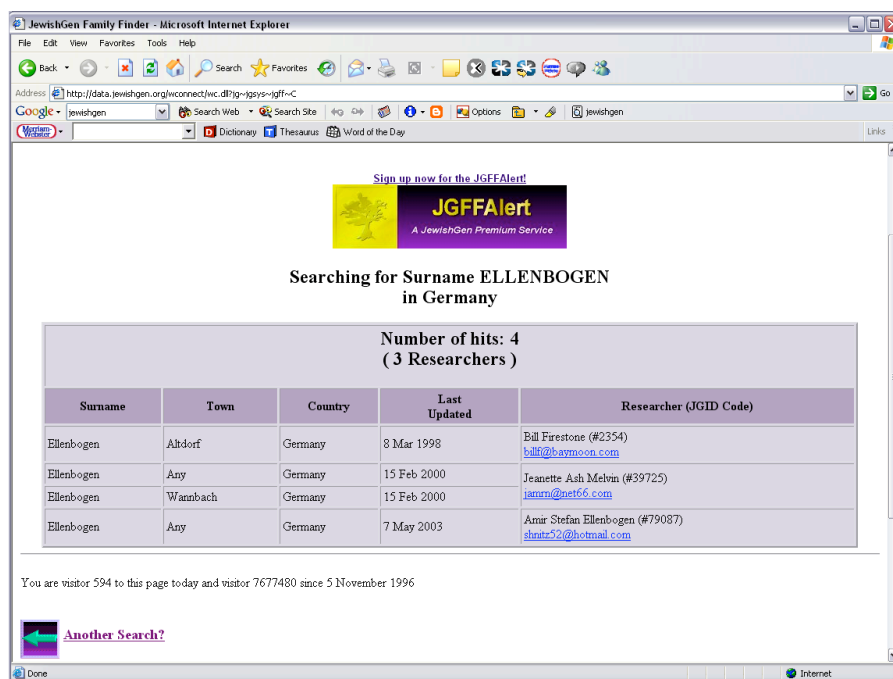 JewishGen Family Finder - Microsoft Internet Explorer
File Edit View Favorites Tools Help
Back Search Favorites
Address http://data.jewishgen.org/wconnect/wc.dll?jg~jgsys~jgff~C Go
Google jewishgen Search Web Search Site Options jewishgen
Merriam-Webster Dictionary Thesaurus Word of the Day Links
Sign up now for the JGFFAlert!
JGFFAlert
A JewishGen Premium Service
Searching for Surname ELLENBOGEN
in Germany
Number of hits: 4
( 3 Researchers )
Surname Town Country Last Updated Researcher (JGID Code)
Ellenbogen Altdorf Germany 8 Mar 1998 Bill Firestone (#2354)
billf@baymoon.com
Ellenbogen Any Germany 15 Feb 2000 Jeanette Ash Melvin (#39725)
Ellenbogen Wannbach Germany 15 Feb 2000 jamrn@net66.com
Ellenbogen Any Germany 7 May 2003 Amir Stefan Ellenbogen (#79087)
shnitz52@hotmail.com
You are visitor 594 to this page today and visitor 7677480 since 5 November 1996
Another Search?
Done Internet